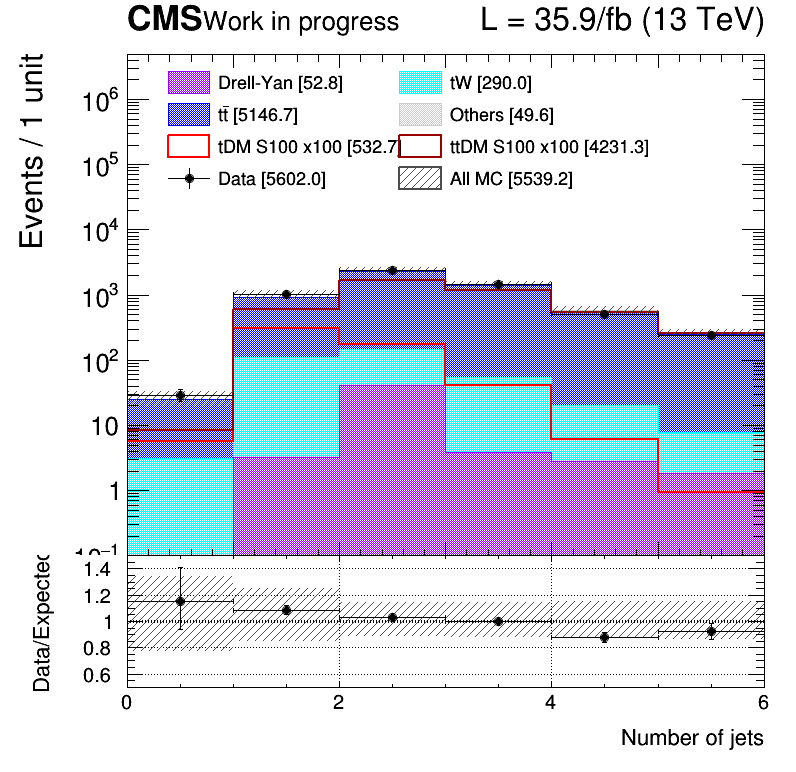 CMS Work in progress L = 35.9/fb (13 TeV)
Events / 1 unit
Drell-Yan [52.8] tW [290.0]
tt̄ [5146.7] Others [49.6]
tDM S100 x100 [532.7] ttDM S100 x100 [4231.3]
Data [5602.0] All MC [5539.2]
10⁶
10⁵
10⁴
10³
10²
10
1
10⁻¹
Data/Expected
1.4
1.2
1
0.8
0.6
0 2 4 6
Number of jets